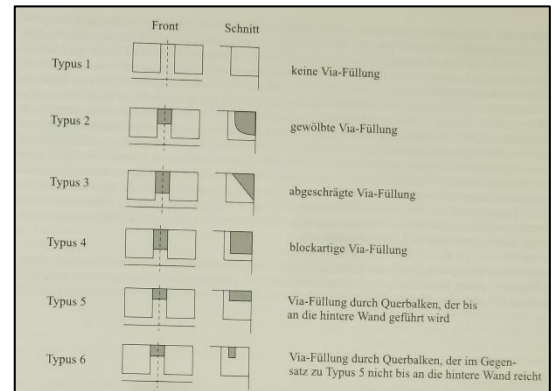 Front Schnitt
Typus 1 keine Via-Füllung
Typus 2 gewölbte Via-Füllung
Typus 3 abgeschrägte Via-Füllung
Typus 4 blockartige Via-Füllung
Typus 5 Via-Füllung durch Querbalken, der bis
an die hintere Wand geführt wird
Typus 6 Via-Füllung durch Querbalken, der im Gegen-
satz zu Typus 5 nicht bis an die hintere Wand reicht